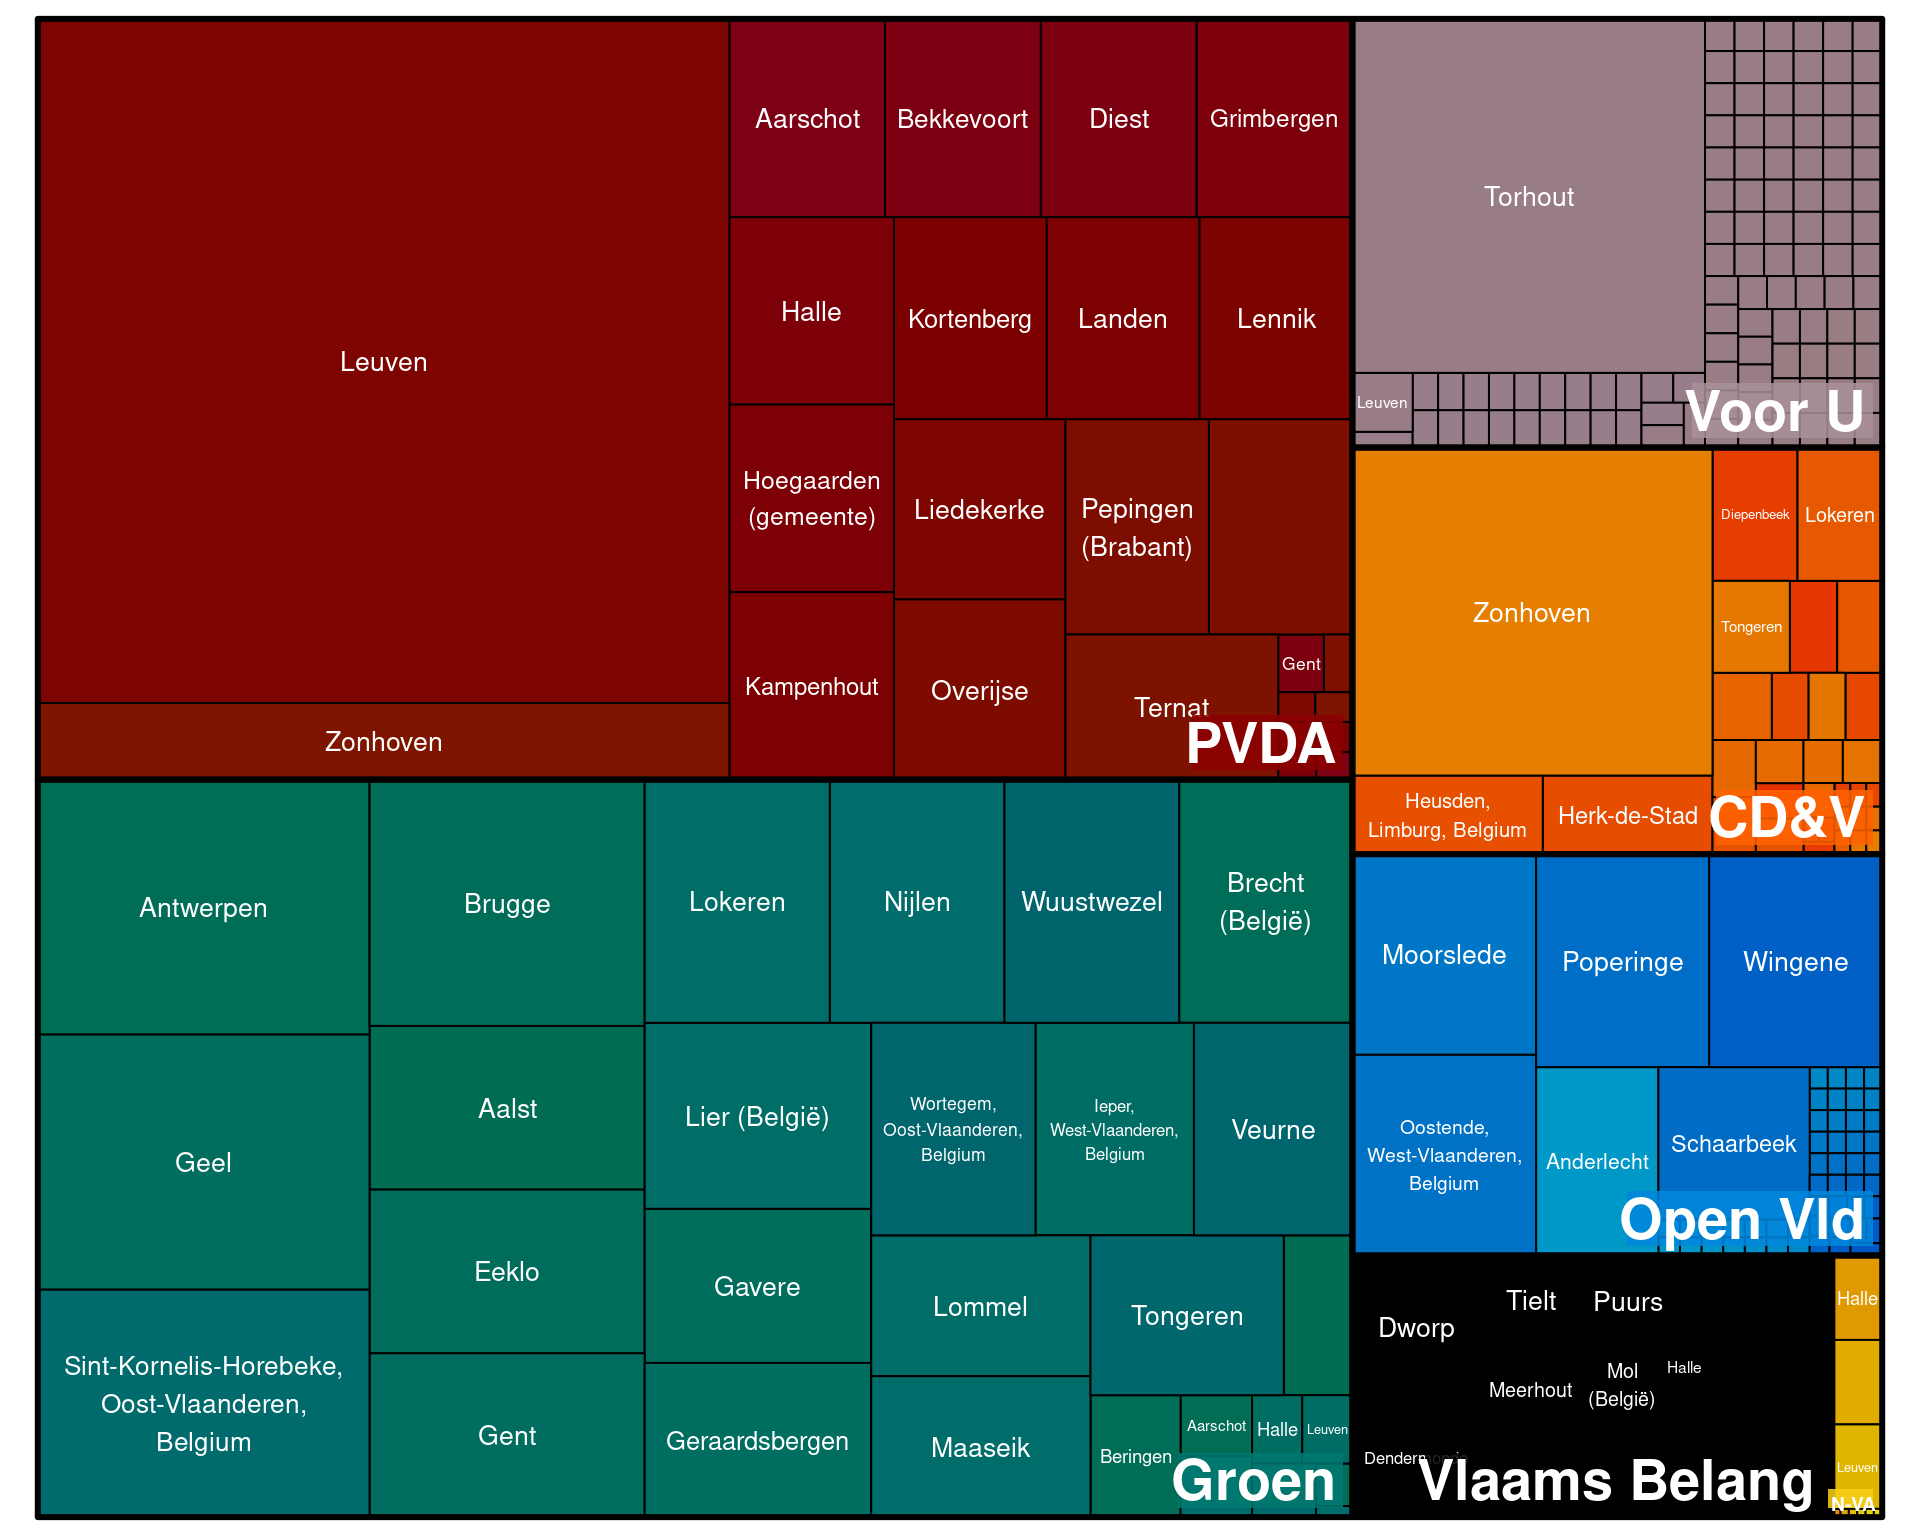 Leuven
Zonhoven
Aarschot
Bekkevoort
Diest
Grimbergen
Halle
Kortenberg
Landen
Lennik
Hoegaarden
(gemeente)
Liedekerke
Pepingen
(Brabant)
Kampenhout
Overijse
Ternat
Gent
PVDA
Torhout
Leuven
Voor U
Zonhoven
Diepenbeek
Lokeren
Tongeren
Heusden,
Limburg, Belgium
Herk-de-Stad
CD&V
Antwerpen
Brugge
Lokeren
Nijlen
Wuustwezel
Brecht
(België)
Geel
Aalst
Lier (België)
Wortegem,
Oost-Vlaanderen,
Belgium
Ieper,
West-Vlaanderen,
Belgium
Veurne
Eeklo
Gavere
Lommel
Tongeren
Sint-Kornelis-Horebeke,
Oost-Vlaanderen,
Belgium
Gent
Geraardsbergen
Maaseik
Beringen
Aarschot
Halle
Leuven
Groen
Moorslede
Poperinge
Wingene
Oostende,
West-Vlaanderen,
Belgium
Anderlecht
Schaarbeek
Open Vld
Dworp
Tielt
Puurs
Meerhout
Mol
(België)
Halle
Dendermonde
Vlaams Belang
Halle
Leuven
N-VA